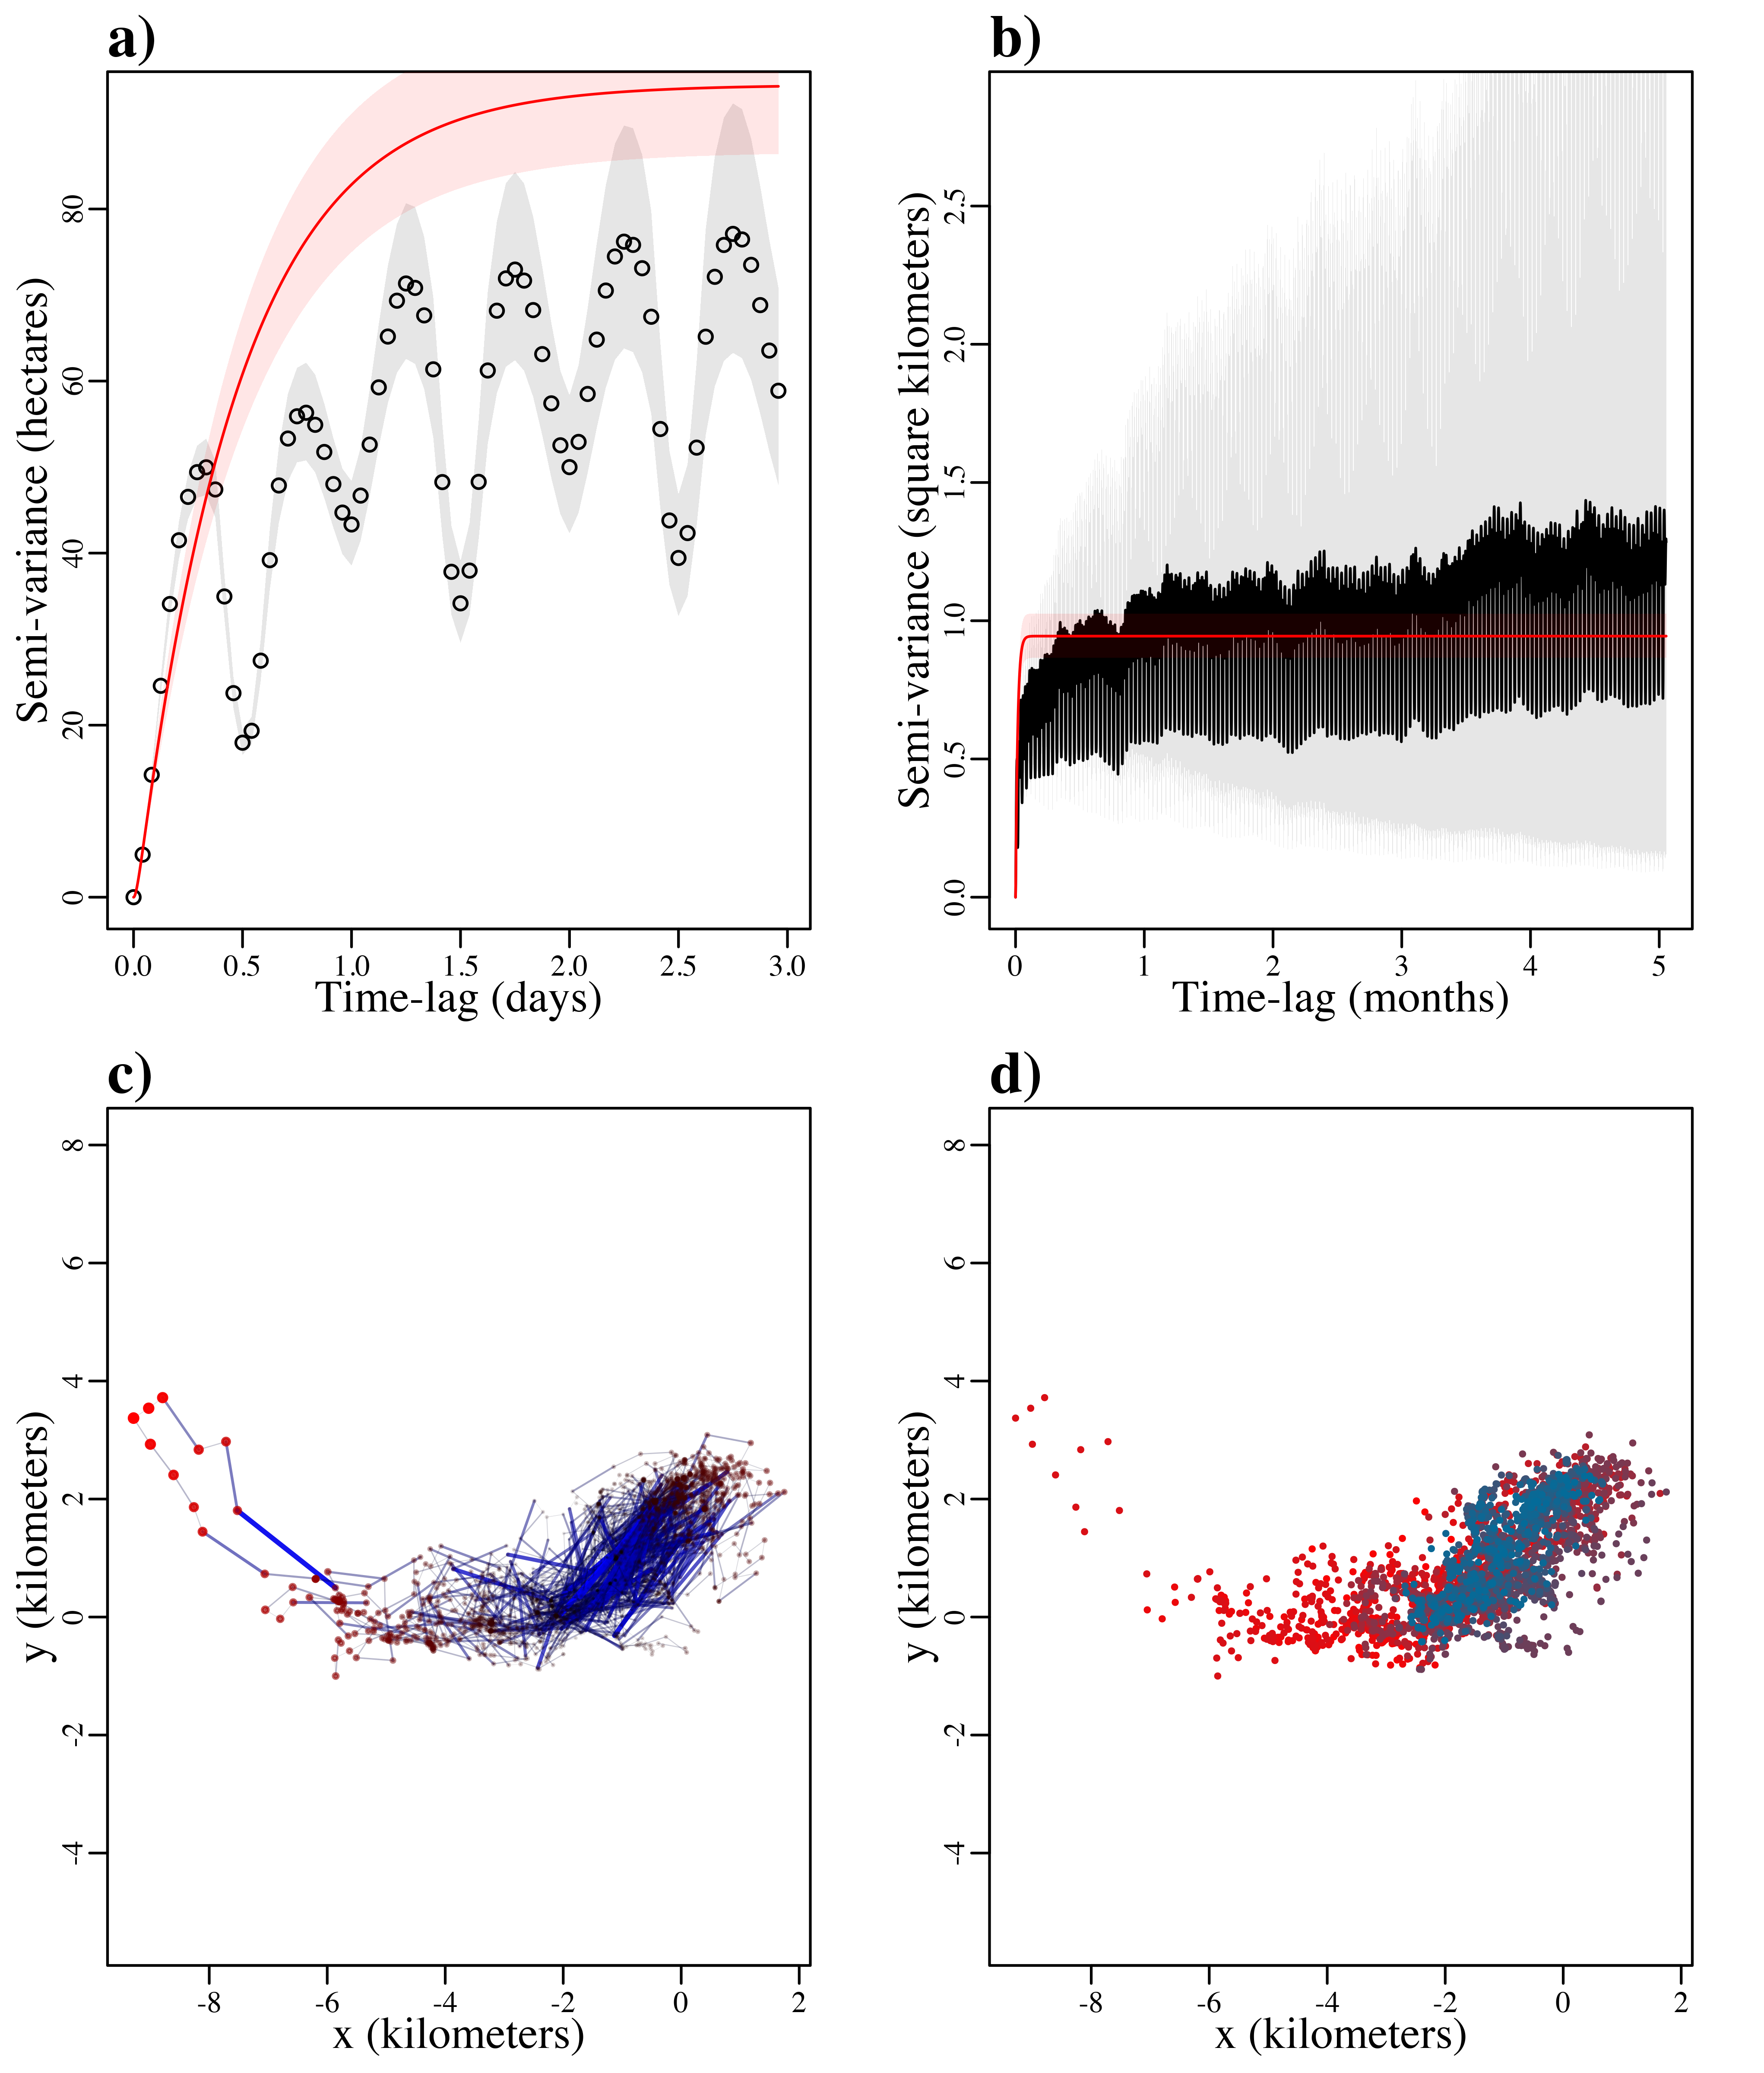 a)
Semi-variance (hectares)
80
60
40
20
0
0.0 0.5 1.0 1.5 2.0 2.5 3.0
Time-lag (days)
b)
Semi-variance (square kilometers)
2.5
2.0
1.5
1.0
0.5
0.0
0 1 2 3 4 5
Time-lag (months)
c)
y (kilometers)
8
6
4
2
0
-2
-4
-8 -6 -4 -2 0 2
x (kilometers)
d)
y (kilometers)
8
6
4
2
0
-2
-4
-8 -6 -4 -2 0 2
x (kilometers)